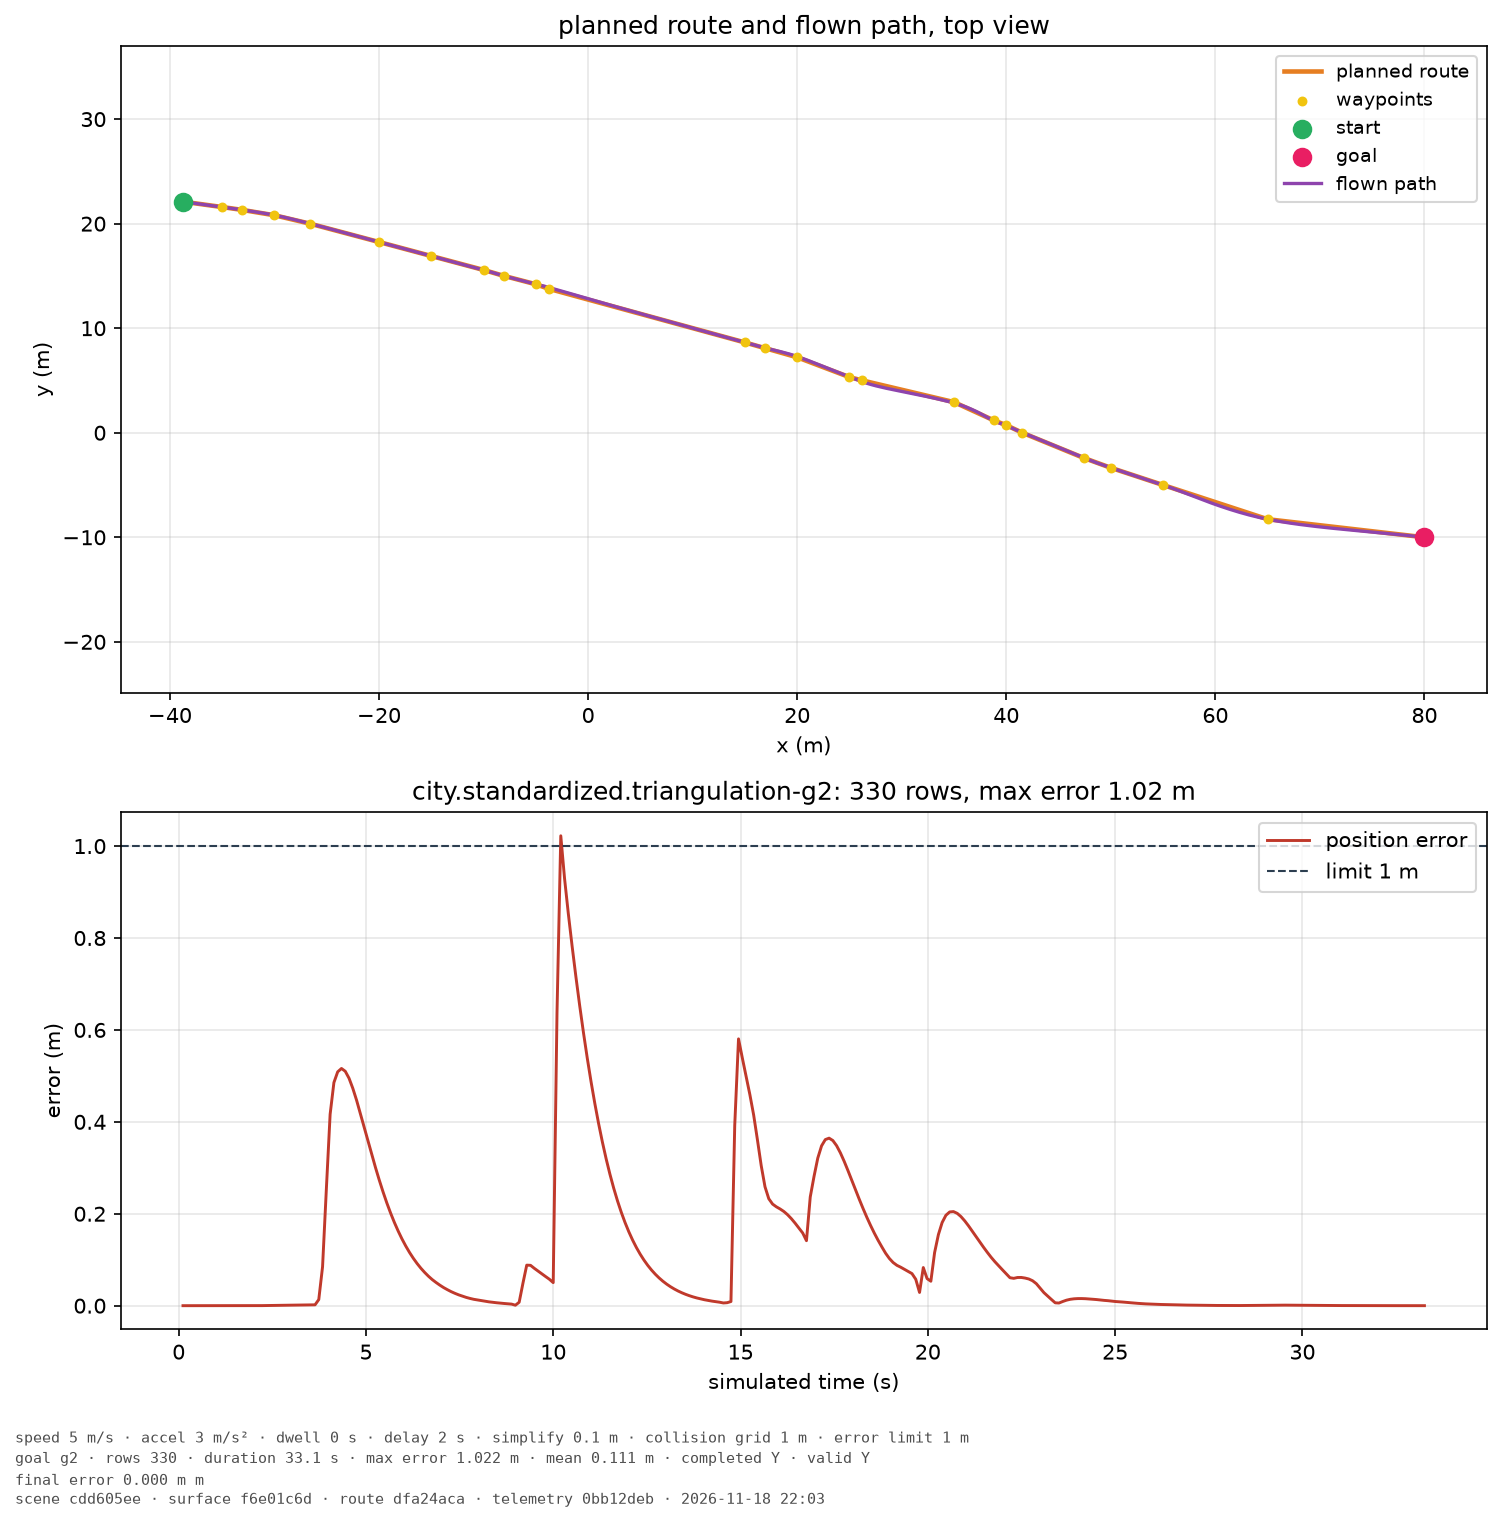 planned route and flown path, top view
planned route
waypoints
start
goal
flown path
y (m)
30
20
10
0
−10
−20
−40
−20
0
20
40
60
80
x (m)
city.standardized.triangulation-g2: 330 rows, max error 1.02 m
position error
limit 1 m
error (m)
1.0
0.8
0.6
0.4
0.2
0.0
0
5
10
15
20
25
30
simulated time (s)
speed 5 m/s · accel 3 m/s² · dwell 0 s · delay 2 s · simplify 0.1 m · collision grid 1 m · error limit 1 m
goal g2 · rows 330 · duration 33.1 s · max error 1.022 m · mean 0.111 m · completed Y · valid Y
final error 0.000 m m
scene cdd605ee · surface f6e01c6d · route dfa24aca · telemetry 0bb12deb · 2026-11-18 22:03